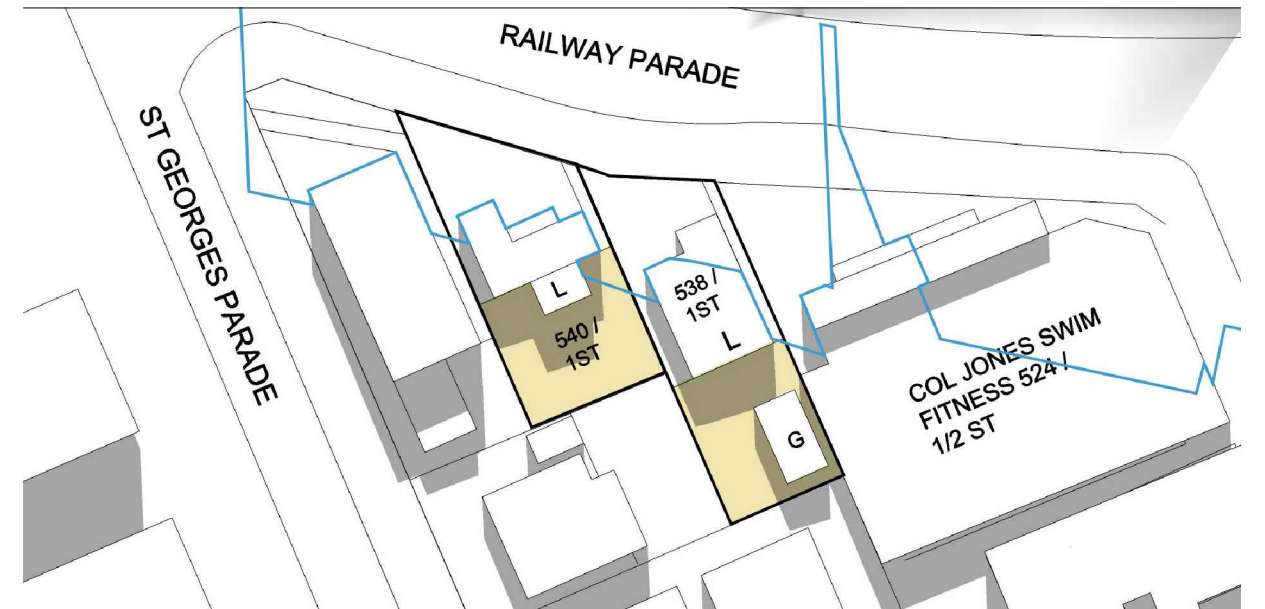 RAILWAY PARADE
ST GEORGES PARADE
L
540 /
1ST
538 /
1ST
L
G
COL JONES SWIM
FITNESS 524 /
1/2 ST